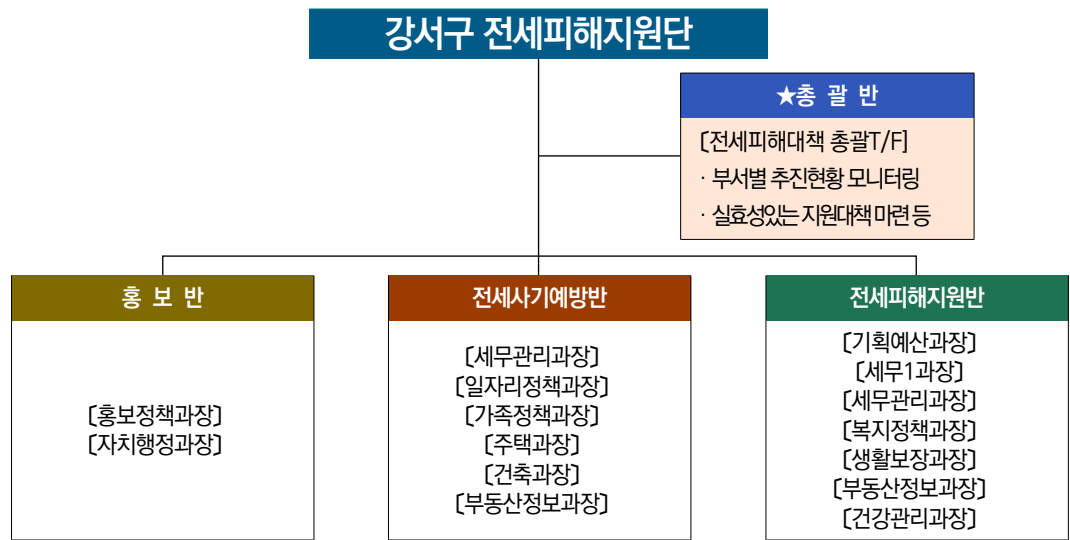 강서구 전세피해지원단
★총 괄 반
〔전세피해대책 총괄T/F]
· 부서별 추진현황 모니터링
· 실효성있는 지원대책 마련 등
홍 보 반
〔홍보정책과장〕
〔자치행정과장〕
전세사기예방반
〔세무관리과장〕
〔일자리정책과장〕
〔가족정책과장〕
〔주택과장〕
〔건축과장〕
〔부동산정보과장〕
전세피해지원반
〔기획예산과장〕
〔세무1과장〕
〔세무관리과장〕
〔복지정책과장〕
〔생활보장과장〕
〔부동산정보과장〕
〔건강관리과장〕